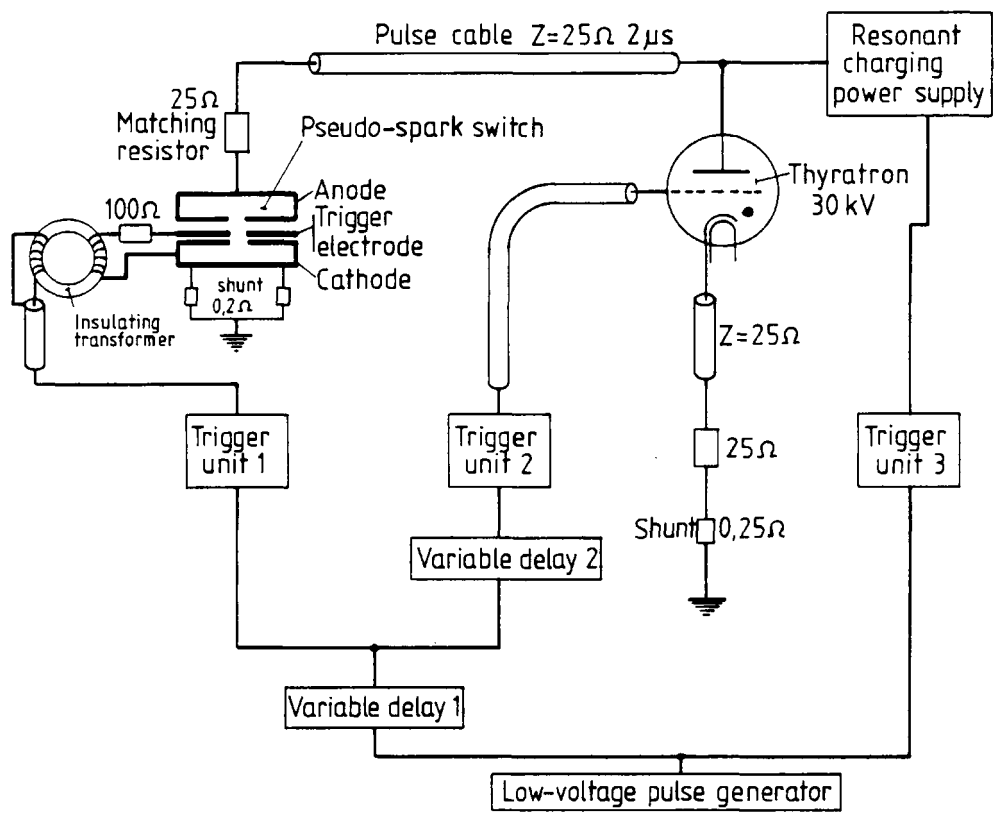 Pulse cable Z=25Ω 2μs
Resonant
charging
power supply
25Ω
Matching
resistor
Pseudo-spark switch
Anode
Trigger
electrode
Cathode
100Ω
shunt
0,2Ω
Insulating
transformer
Thyratron
30 kV
Z=25Ω
25Ω
Shunt 0,25Ω
Trigger
unit 1
Trigger
unit 2
Trigger
unit 3
Variable delay 2
Variable delay 1
Low-voltage pulse generator